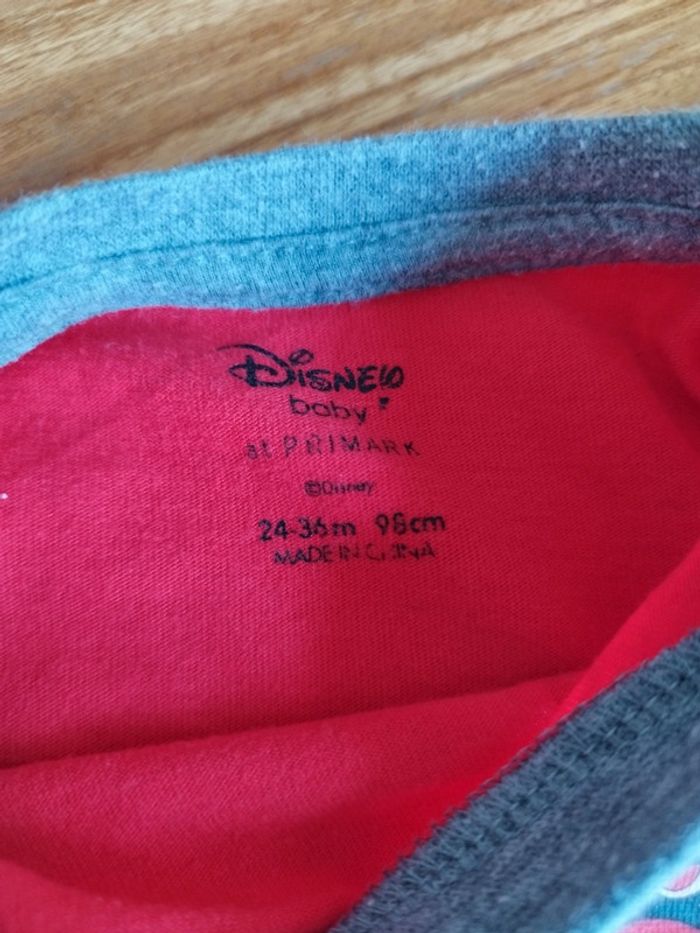 Disney
baby
at PRIMARK
©Disney
24-36m 98cm
MADE IN CHINA